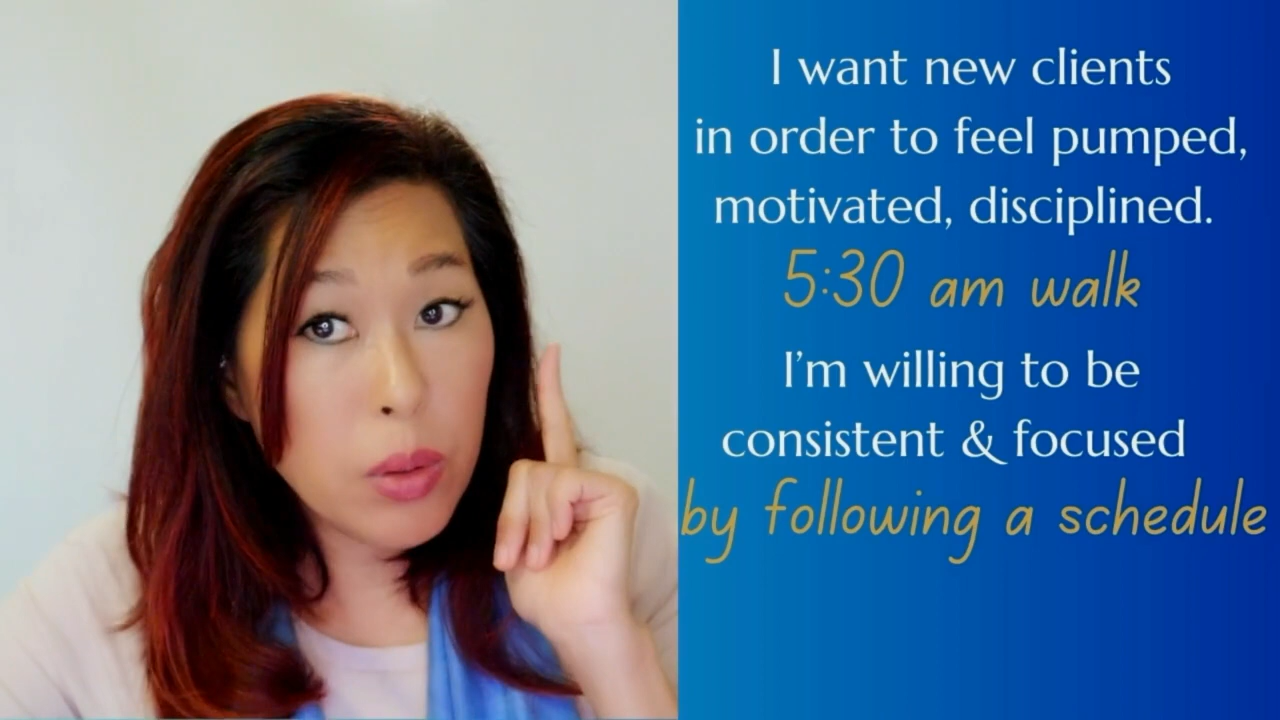 I want new clients
in order to feel pumped,
motivated, disciplined.
5:30 am walk
I'm willing to be
consistent & focused
by following a schedule